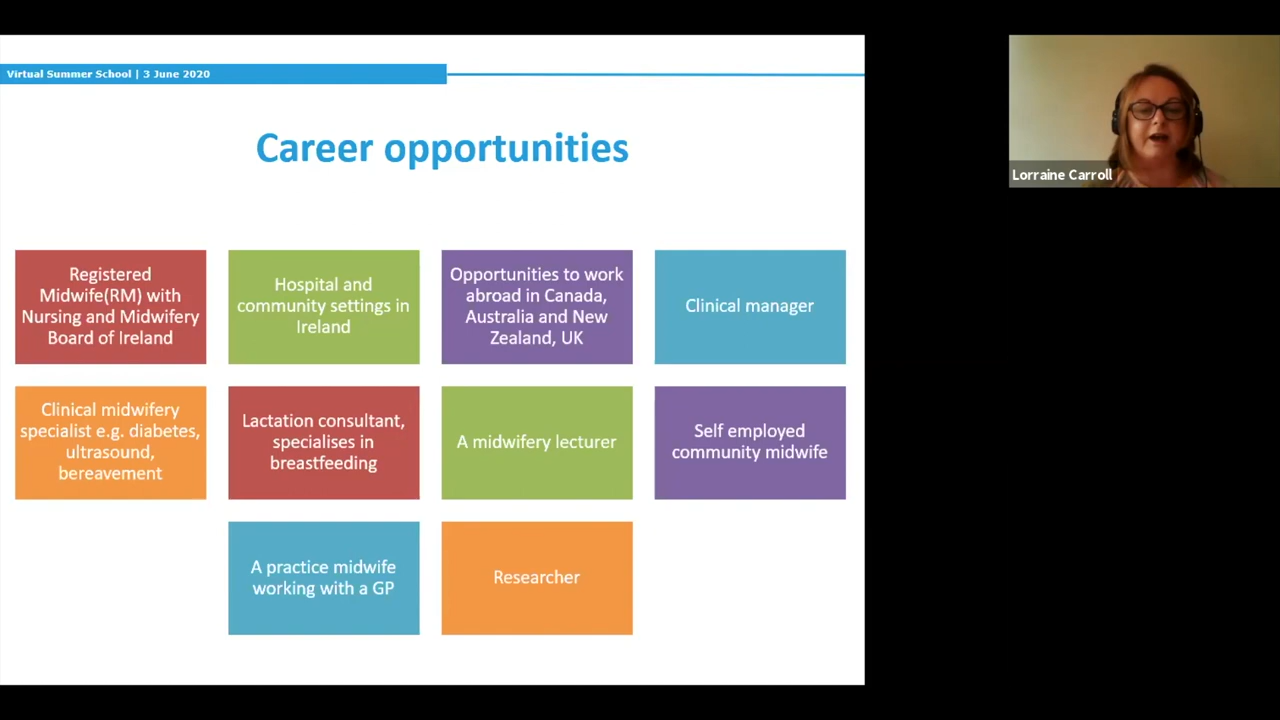 Virtual Summer School | 3 June 2020
Lorraine Carroll
Career opportunities
Registered
Midwife(RM) with
Nursing and Midwifery
Board of Ireland
Hospital and
community settings in
Ireland
Opportunities to work
abroad in Canada,
Australia and New
Zealand, UK
Clinical manager
Clinical midwifery
specialist e.g. diabetes,
ultrasound,
bereavement
Lactation consultant,
specialises in
breastfeeding
A midwifery lecturer
Self employed
community midwife
A practice midwife
working with a GP
Researcher